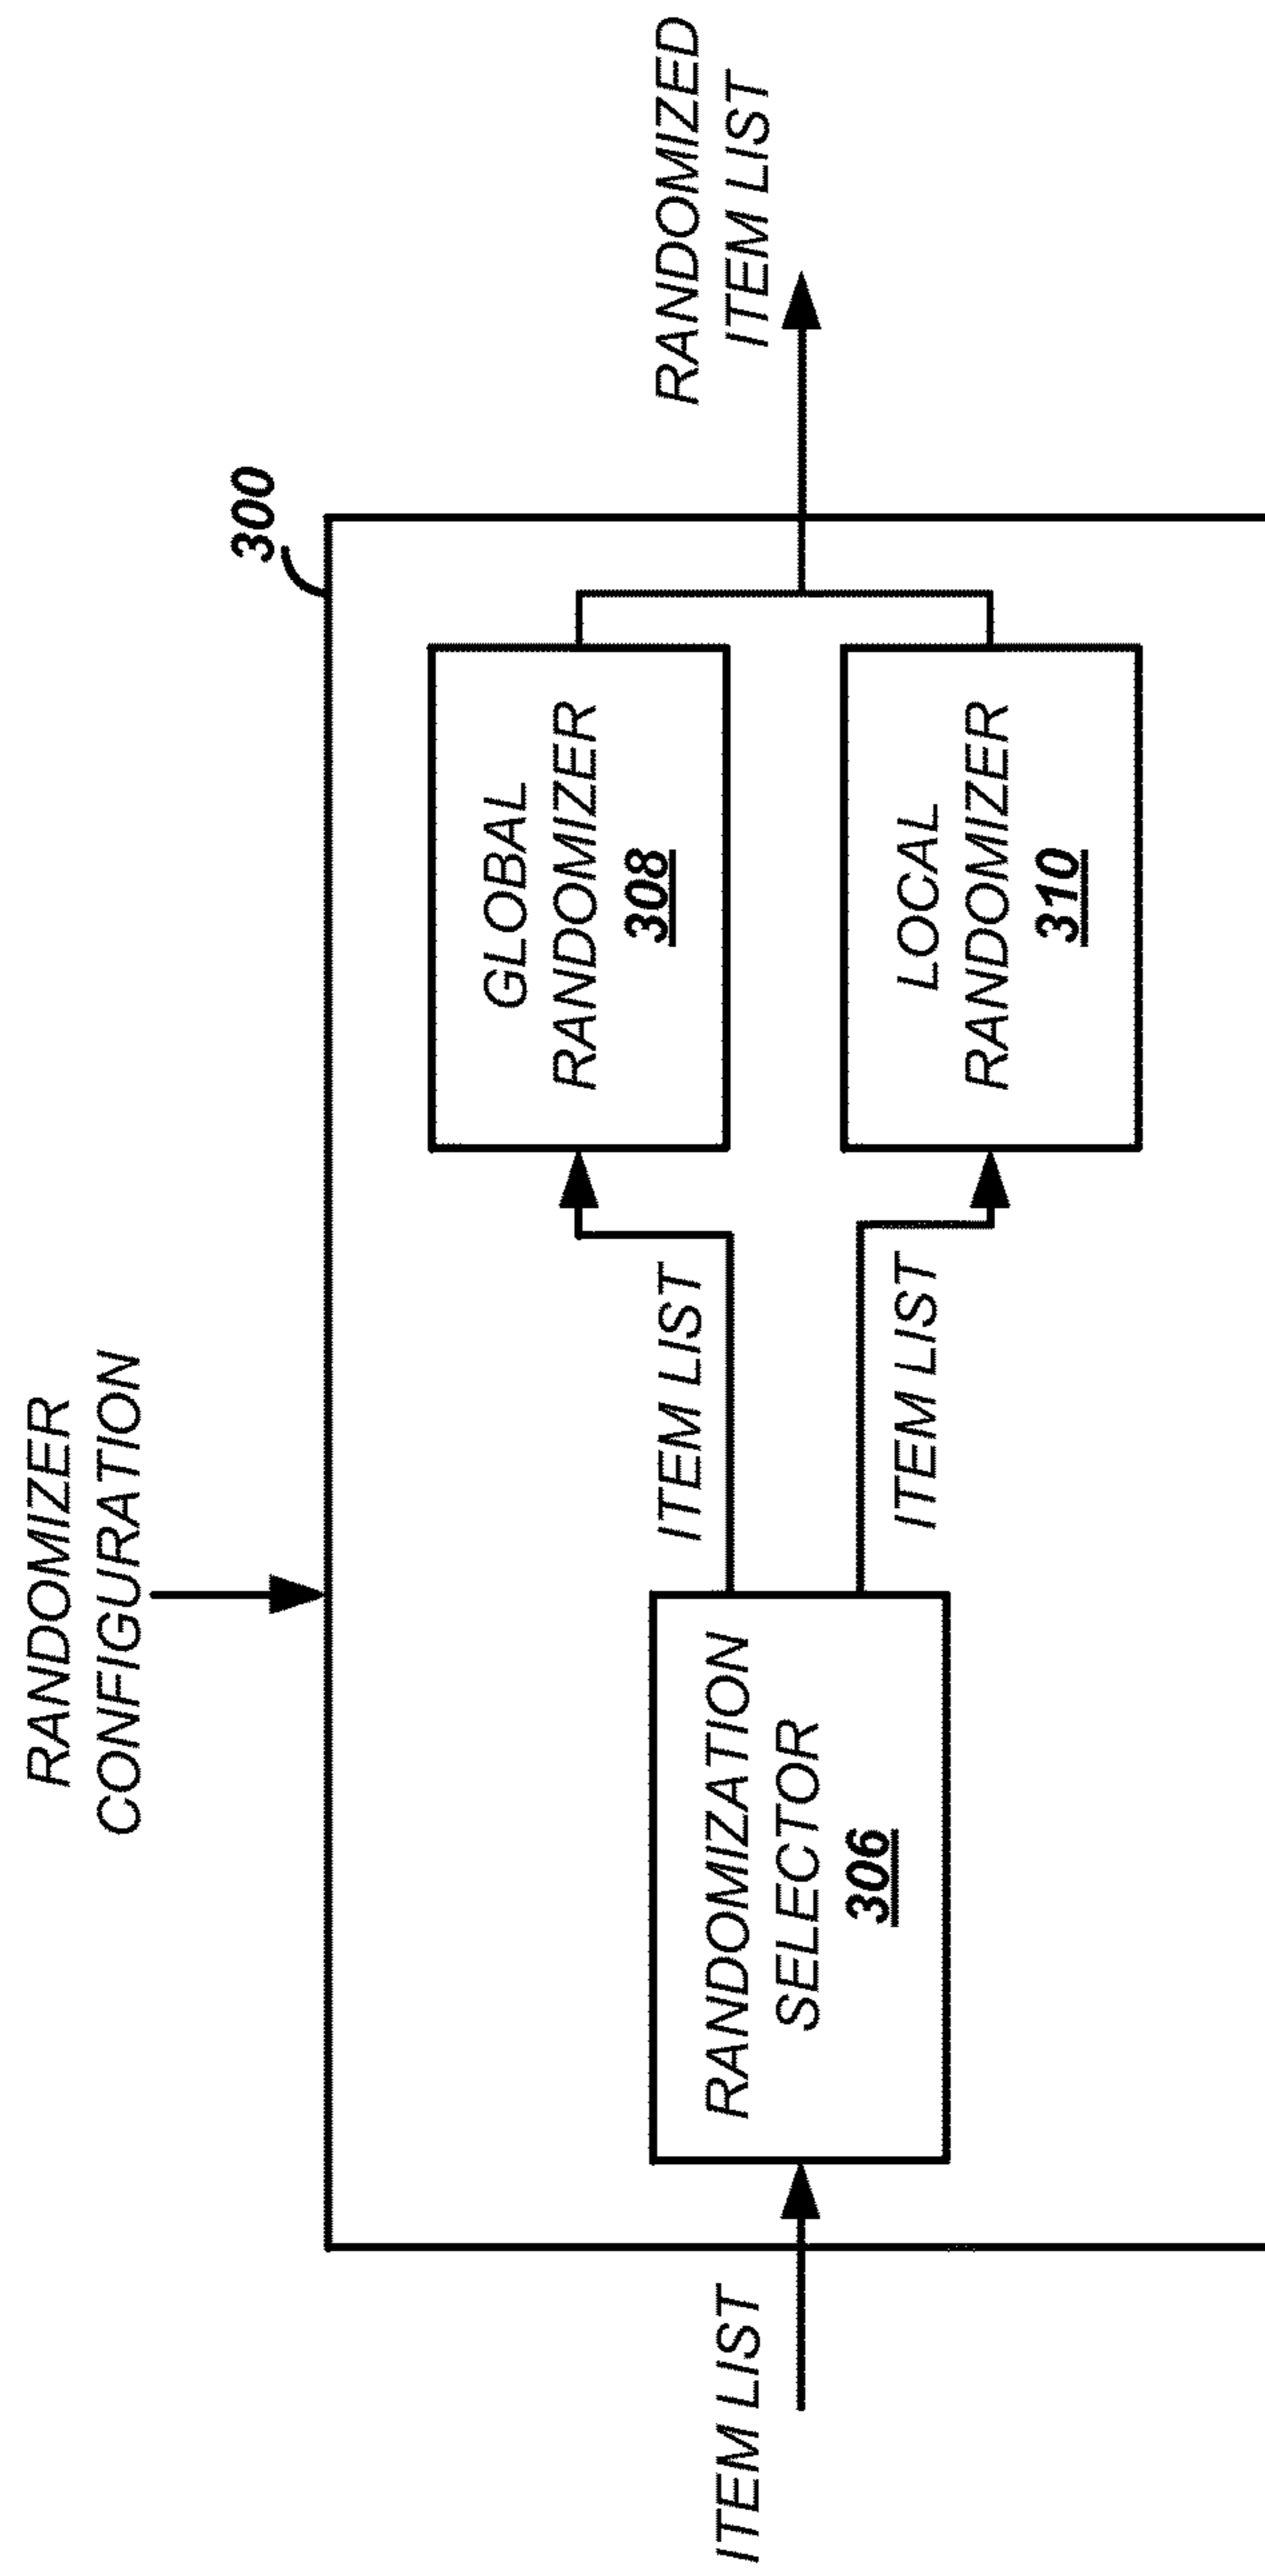 RANDOMIZER
CONFIGURATION
300
ITEM LIST
RANDOMIZATION
SELECTOR
306
ITEM LIST
ITEM LIST
GLOBAL
RANDOMIZER
308
LOCAL
RANDOMIZER
310
RANDOMIZED
ITEM LIST